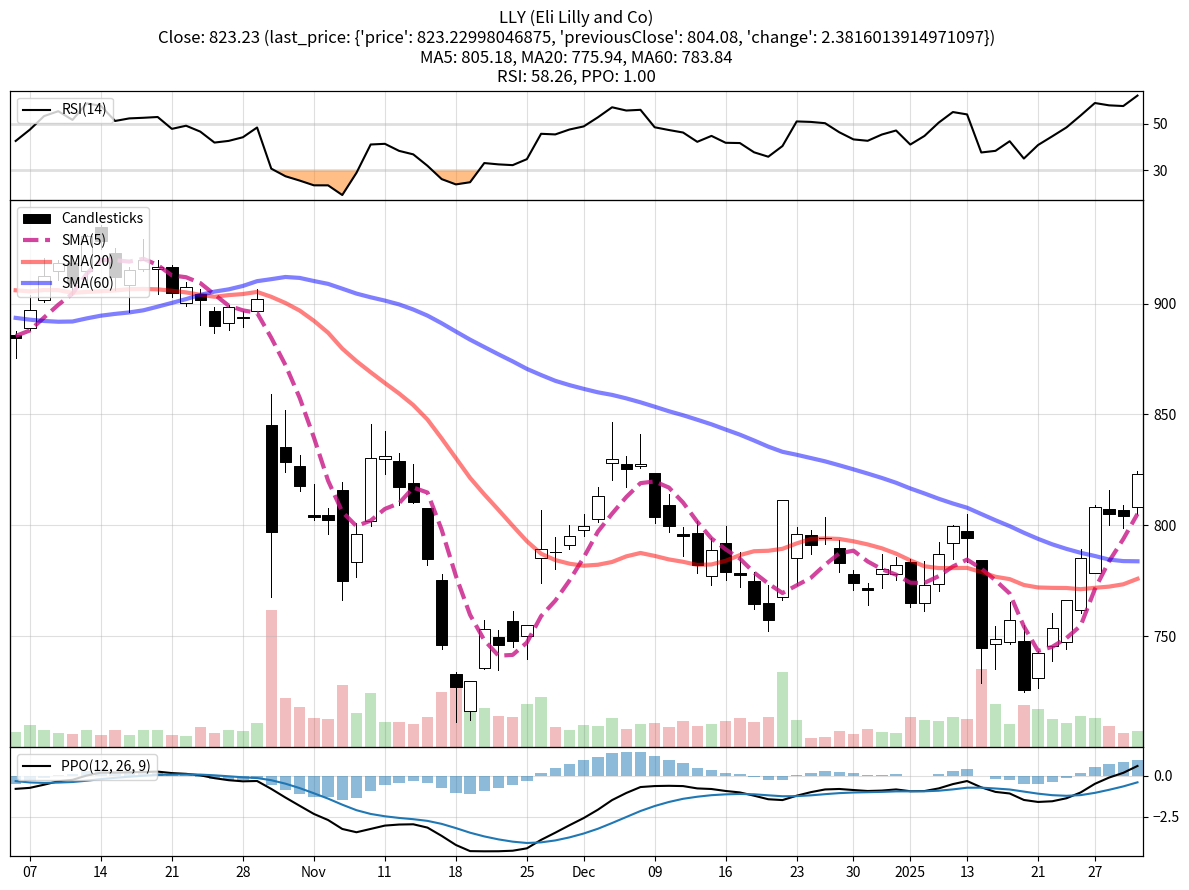 LLY (Eli Lilly and Co)
Close: 823.23 (last_price: {'price': 823.22998046875, 'previousClose': 804.08, 'change': 2.3816013914971097})
MA5: 805.18, MA20: 775.94, MA60: 783.84
RSI: 58.26, PPO: 1.00
RSI(14)
50
30
Candlesticks
SMA(5)
SMA(20)
SMA(60)
900
850
800
750
PPO(12, 26, 9)
0.0
−2.5
07 14 21 28 Nov 11 18 25 Dec 09 16 23 30 2025 13 21 27